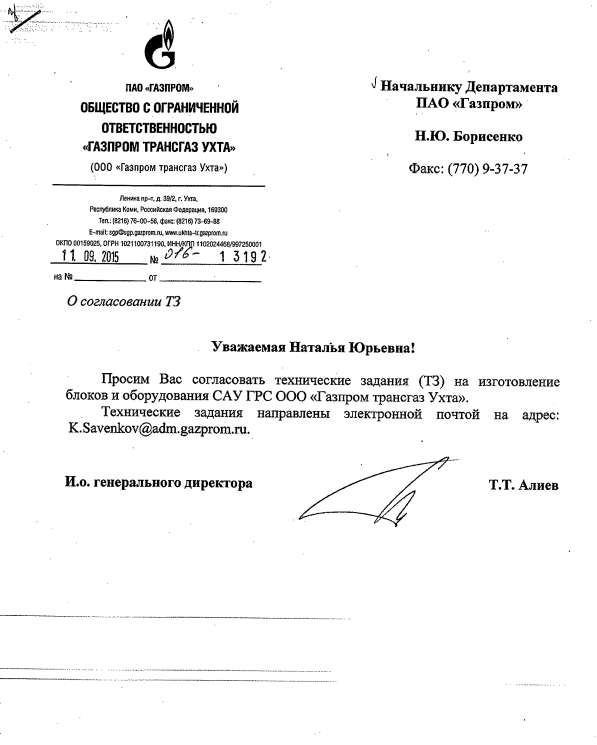 ПАО «ГАЗПРОМ»
ОБЩЕСТВО С ОГРАНИЧЕННОЙ
ОТВЕТСТВЕННОСТЬЮ
«ГАЗПРОМ ТРАНСГАЗ УХТА»
(ООО «Газпром трансгаз Ухта»)
Ленина пр-т, д. 39/2, г. Ухта,
Республика Коми, Российская Федерация, 169300
Тел.: (8216) 76-00-56, факс: (8216) 73-69-88
E-mail: sgp@sgp.gazprom.ru, www.ukhta-tr.gazprom.ru
ОКПО 00159025, ОГРН 1021100731190, ИНН/КПП 1102024468/997250001
11. 09. 2015 № 016- 13192
на № от
О согласовании ТЗ
Начальнику Департамента
ПАО «Газпром»
Н.Ю. Борисенко
Факс: (770) 9-37-37
Уважаемая Наталья Юрьевна!
Просим Вас согласовать технические задания (ТЗ) на изготовление
блоков и оборудования САУ ГРС ООО «Газпром трансгаз Ухта».
Технические задания направлены электронной почтой на адрес:
K.Savenkov@adm.gazprom.ru.
И.о. генерального директора Т.Т. Алиев